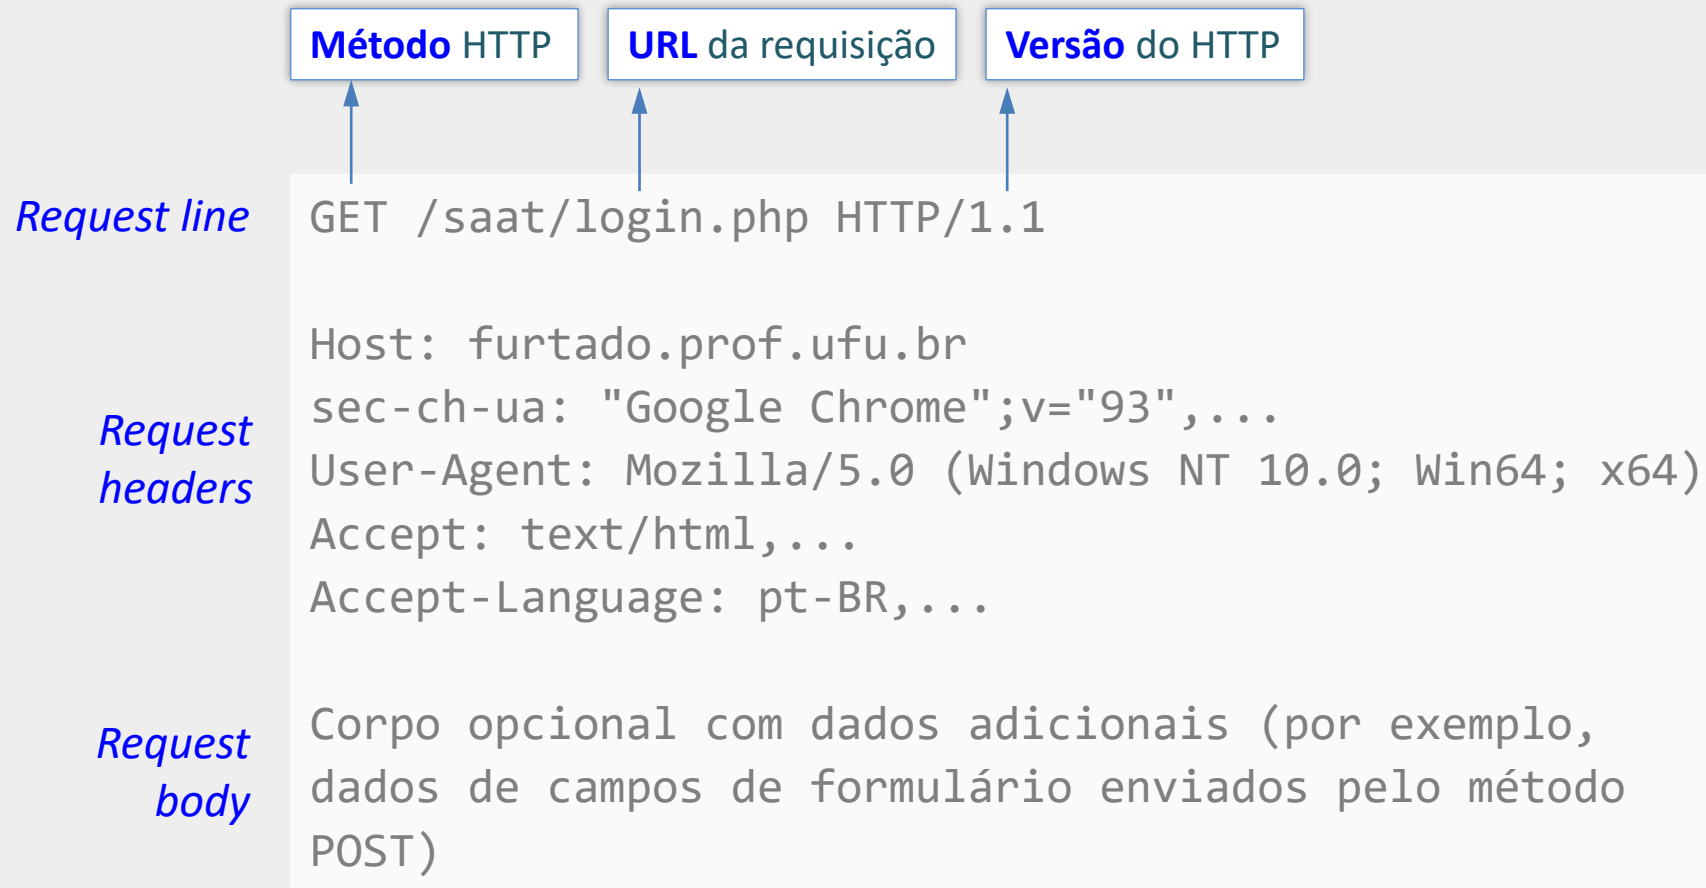 Método HTTP
URL da requisição
Versão do HTTP
Request line
GET /saat/login.php HTTP/1.1
Request
headers
Host: furtado.prof.ufu.br
sec-ch-ua: "Google Chrome";v="93",...
User-Agent: Mozilla/5.0 (Windows NT 10.0; Win64; x64)
Accept: text/html,...
Accept-Language: pt-BR,...
Request
body
Corpo opcional com dados adicionais (por exemplo,
dados de campos de formulário enviados pelo método
POST)